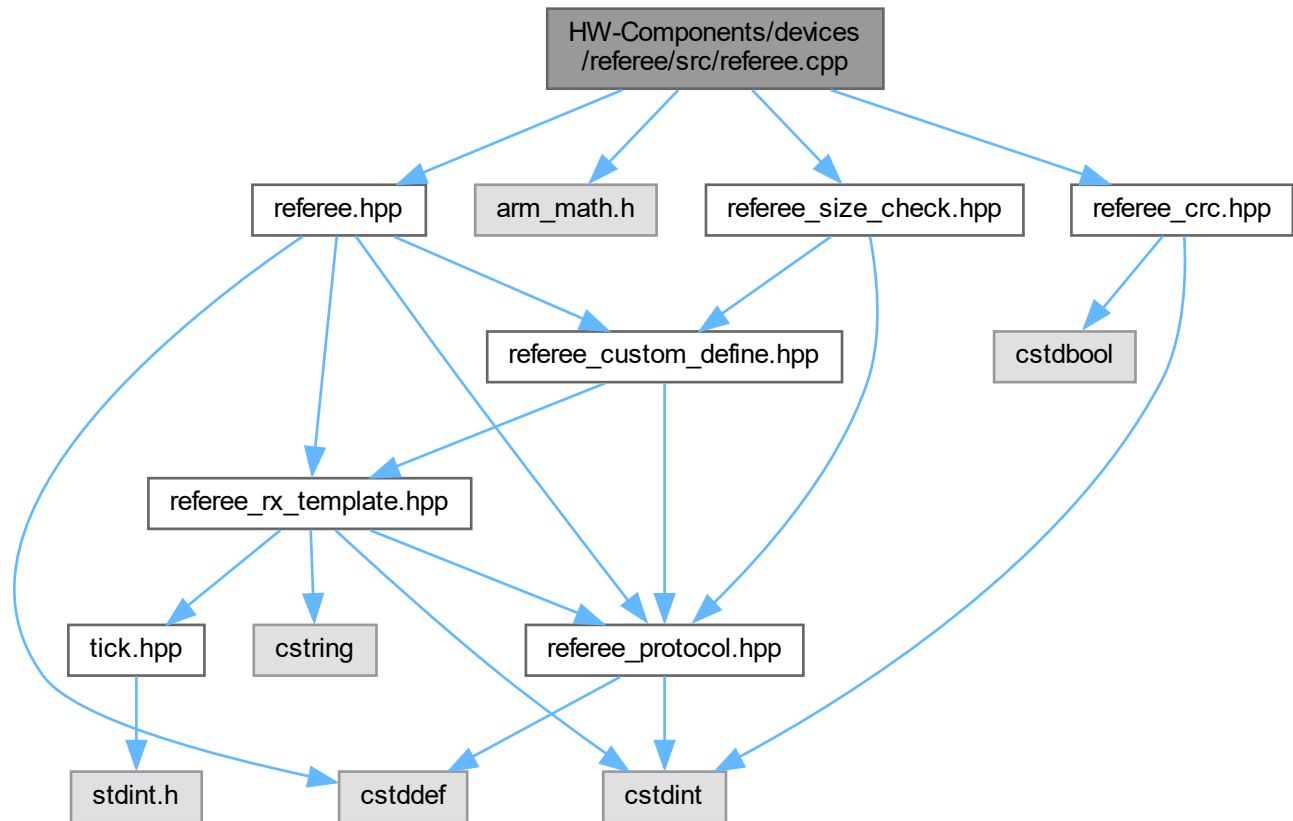 HW-Components/devices
/referee/src/referee.cpp
referee.hpp
arm_math.h
referee_size_check.hpp
referee_crc.hpp
referee_custom_define.hpp
cstdbool
referee_rx_template.hpp
tick.hpp
cstring
referee_protocol.hpp
stdint.h
cstddef
cstdint